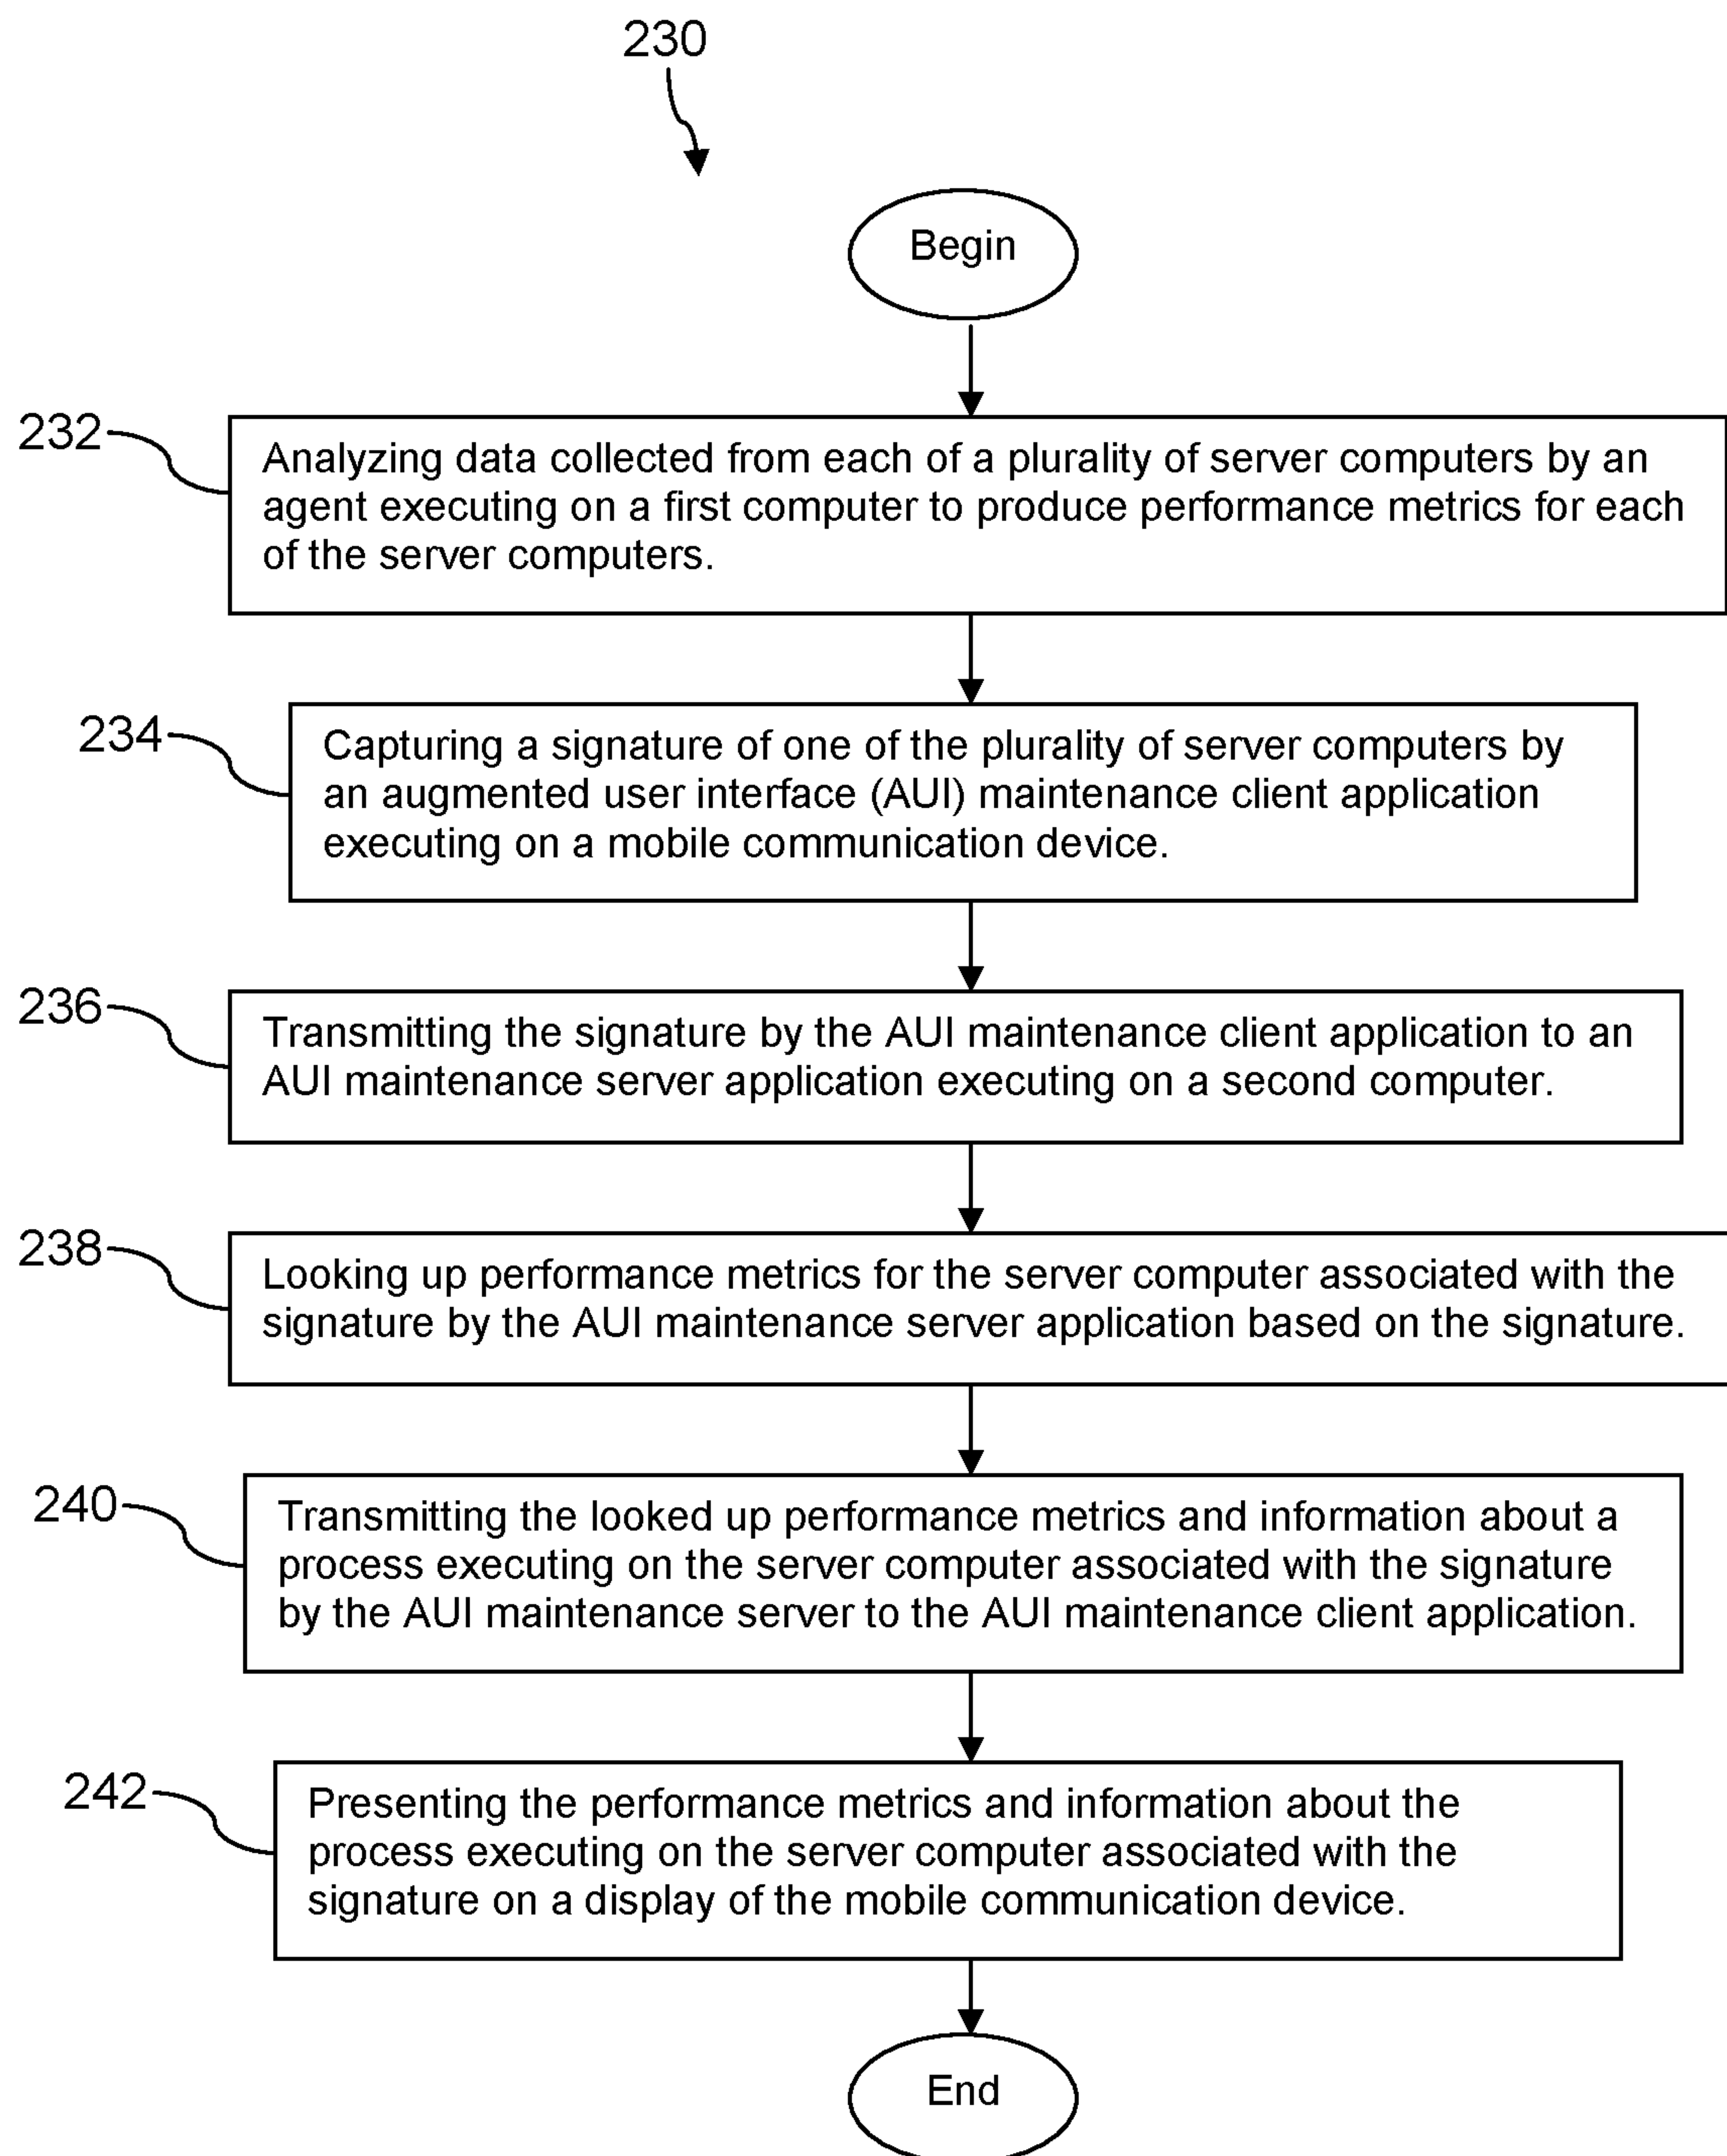 230
Begin
232
Analyzing data collected from each of a plurality of server computers by an
agent executing on a first computer to produce performance metrics for each
of the server computers.
234
Capturing a signature of one of the plurality of server computers by
an augmented user interface (AUI) maintenance client application
executing on a mobile communication device.
236
Transmitting the signature by the AUI maintenance client application to an
AUI maintenance server application executing on a second computer.
238
Looking up performance metrics for the server computer associated with the
signature by the AUI maintenance server application based on the signature.
240
Transmitting the looked up performance metrics and information about a
process executing on the server computer associated with the signature
by the AUI maintenance server to the AUI maintenance client application.
242
Presenting the performance metrics and information about the
process executing on the server computer associated with the
signature on a display of the mobile communication device.
End